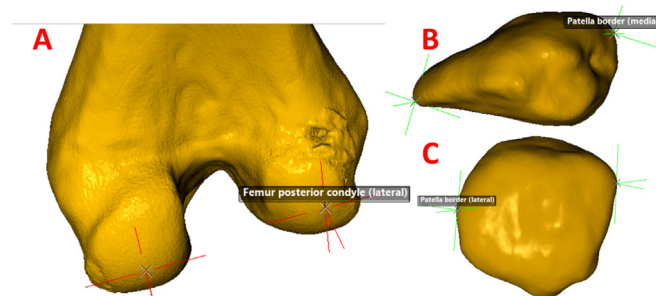 A
B
Patella border (media
Femur posterior condyle (lateral)
C
Patella border (lateral)